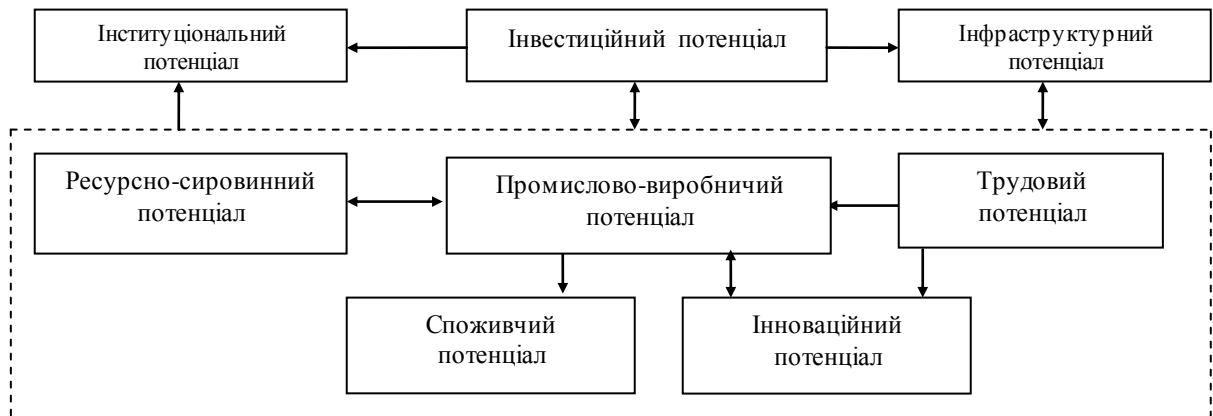 Інституціональний
потенціал
Інвестиційний потенціал
Інфраструктурний
потенціал
Ресурсно-сировинний
потенціал
Промислово-виробничий
потенціал
Трудовий
потенціал
Споживчий
потенціал
Інноваційний
потенціал